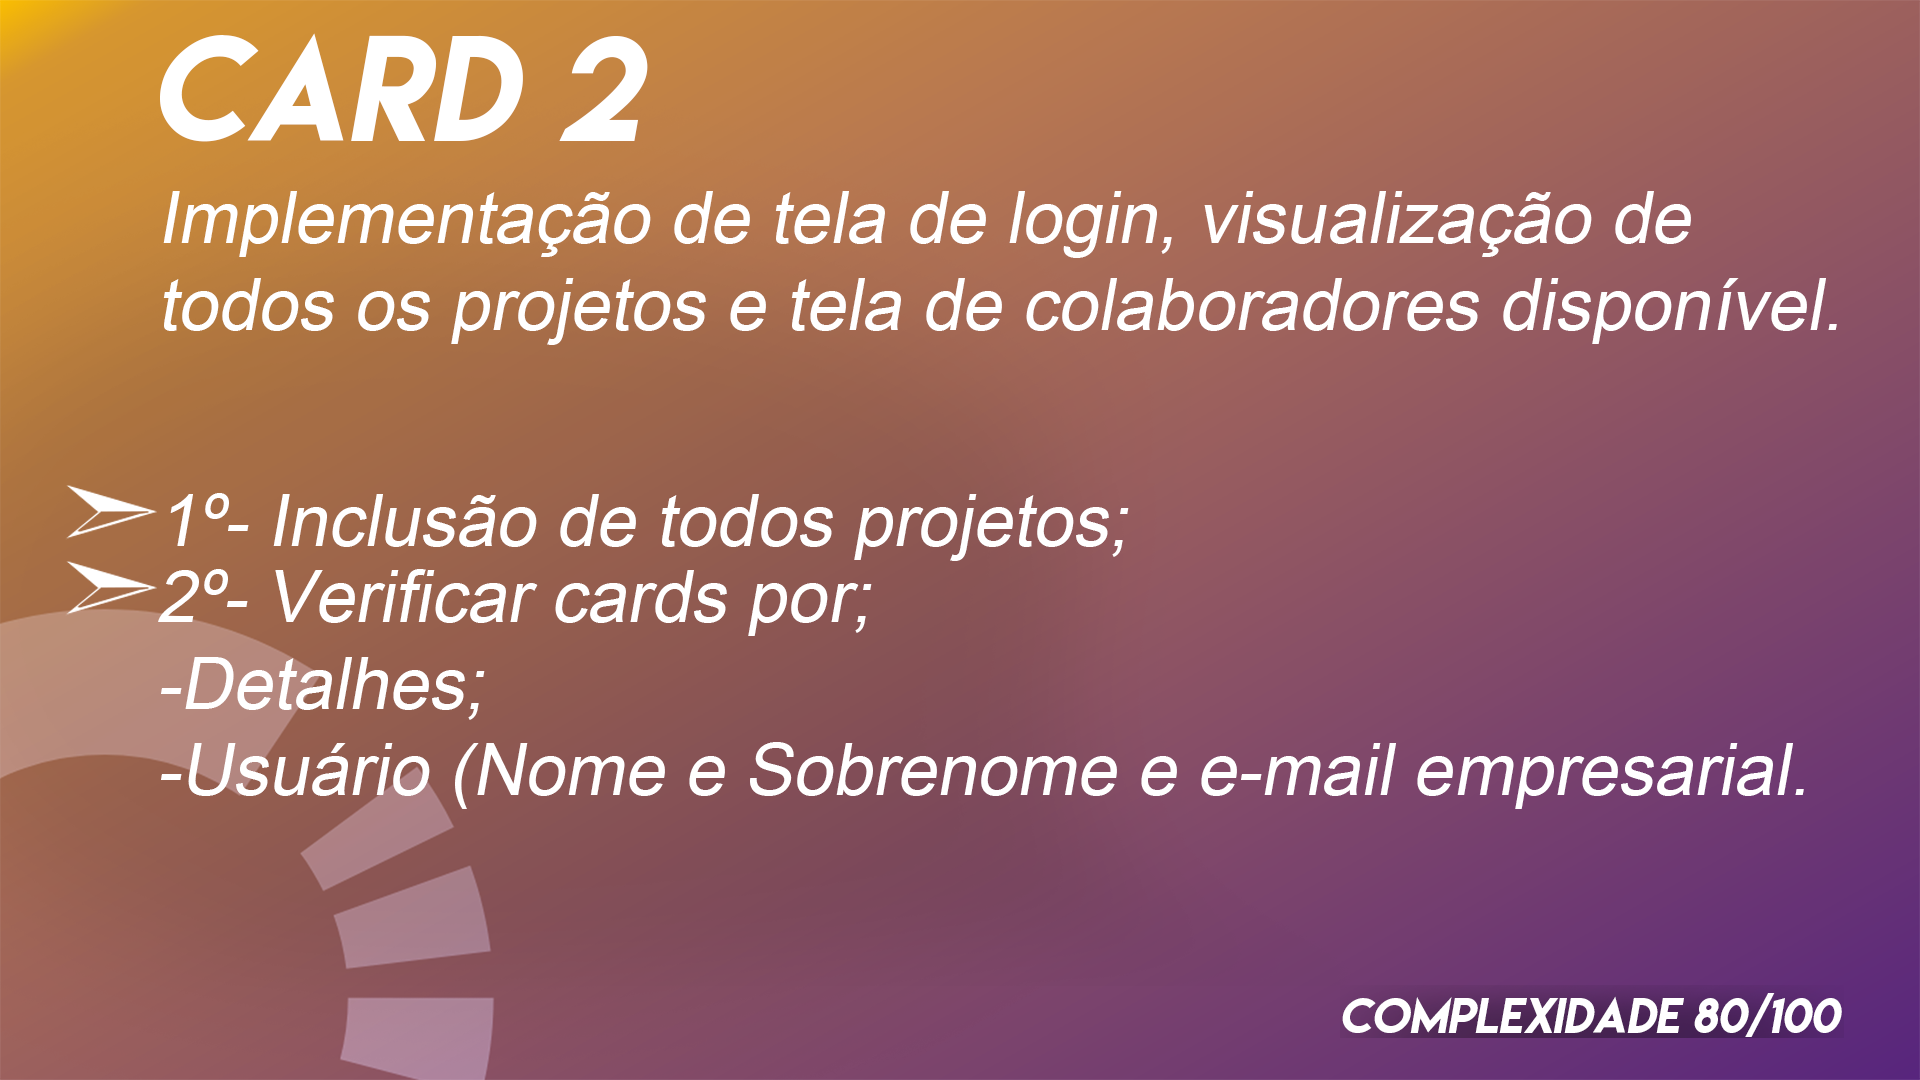 CARD 2
Implementação de tela de login, visualização de
todos os projetos e tela de colaboradores disponível.
1º- Inclusão de todos projetos;
2º- Verificar cards por;
-Detalhes;
-Usuário (Nome e Sobrenome e e-mail empresarial.
COMPLEXIDADE 80/100